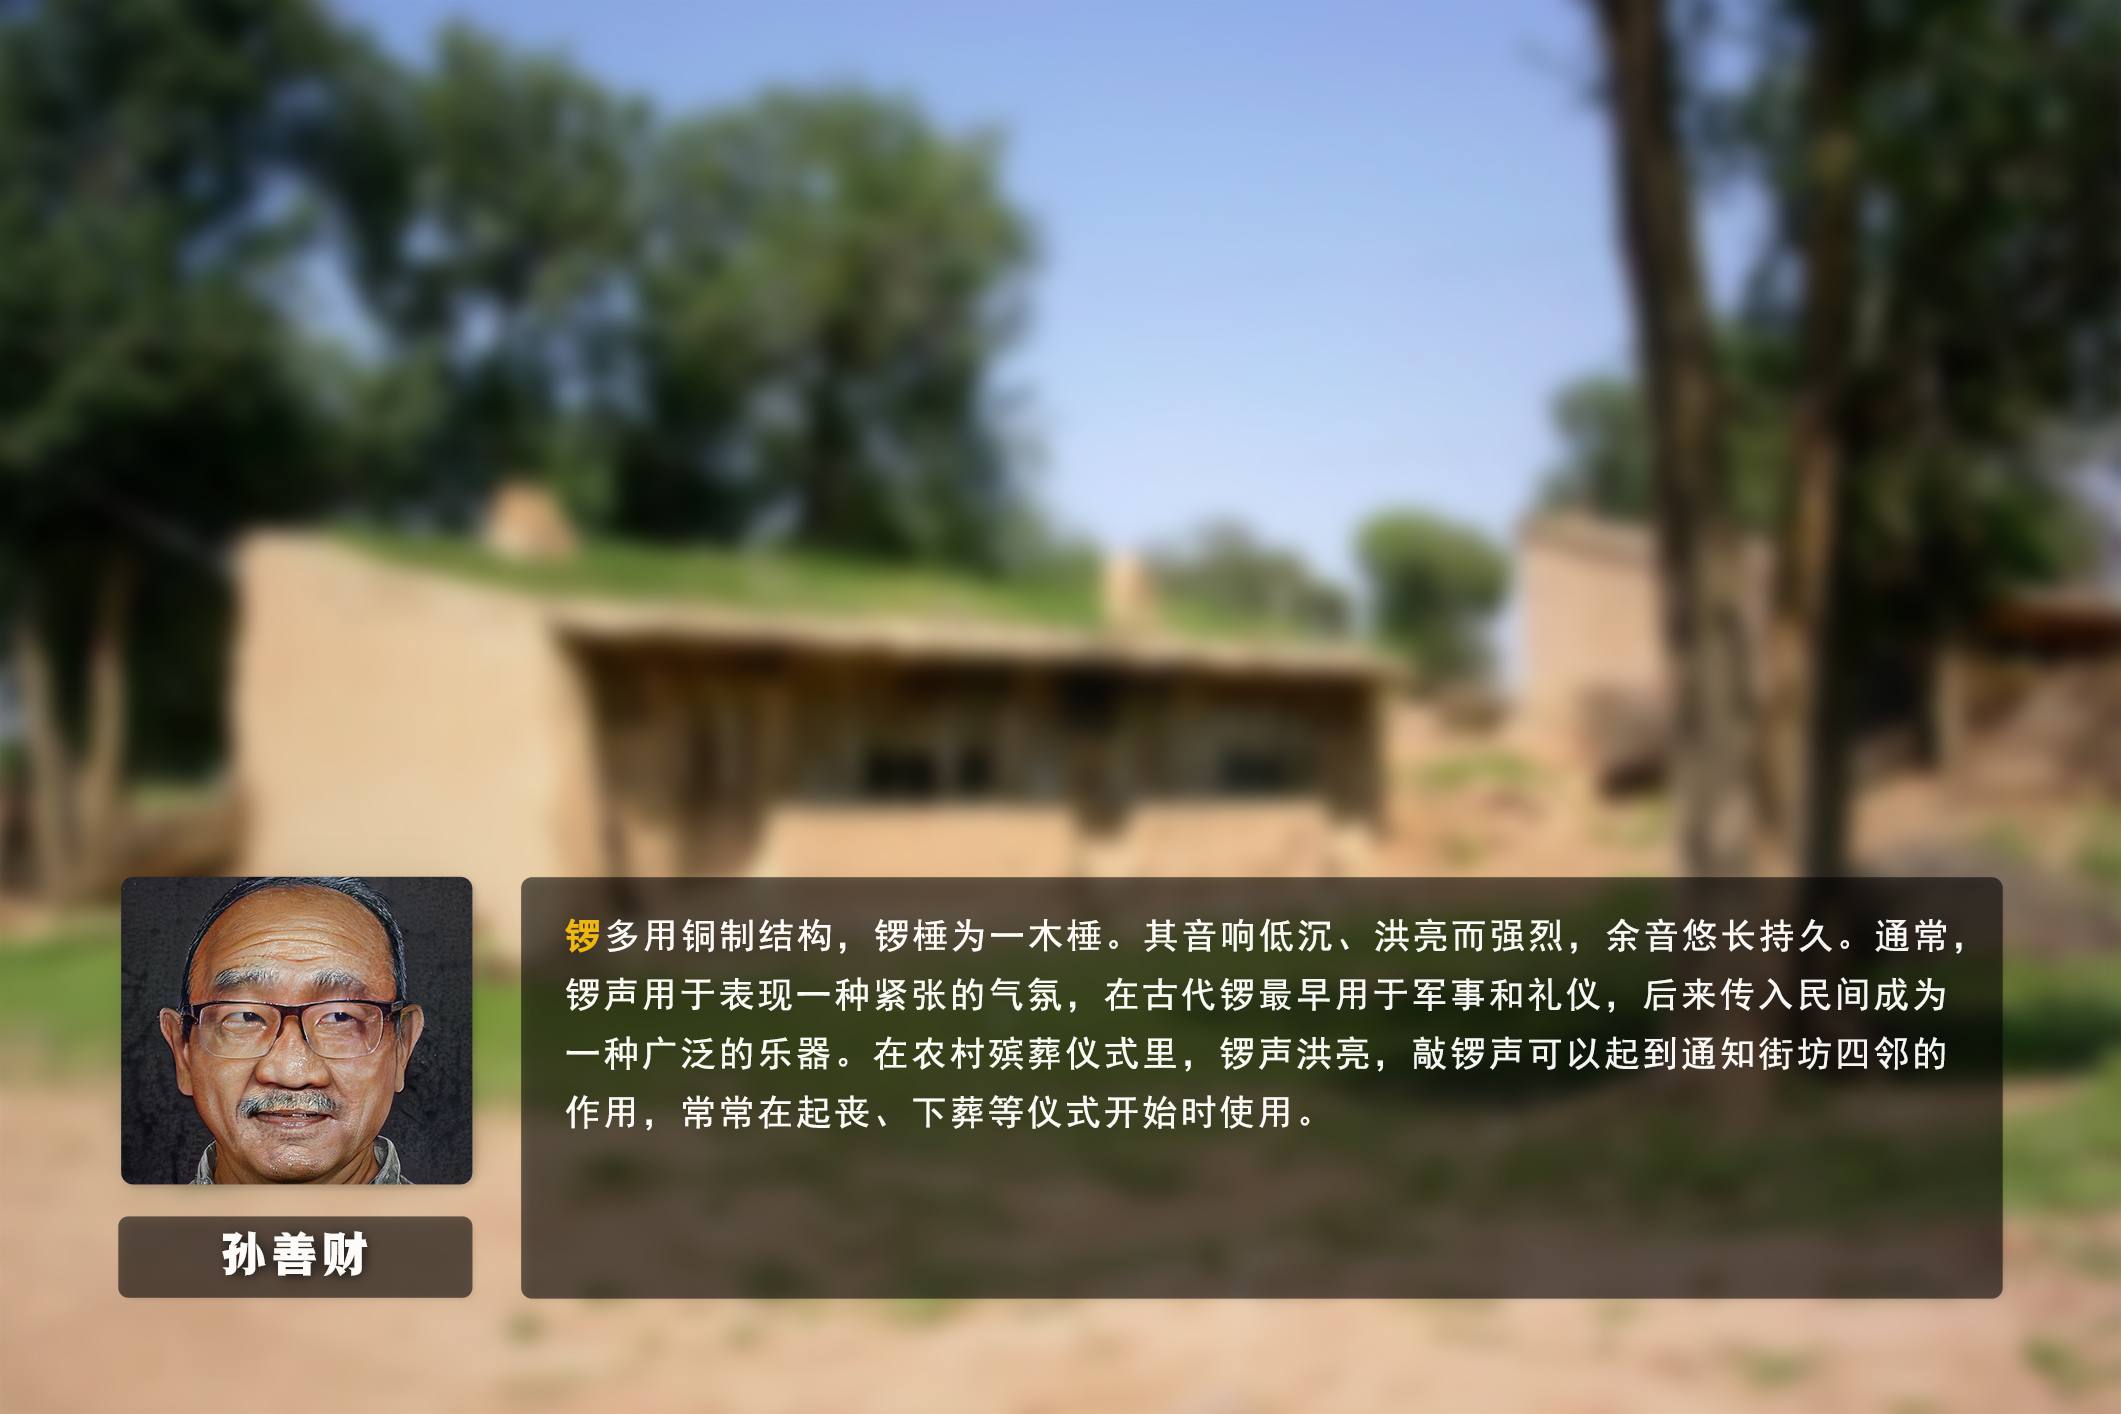 锣多用铜制结构，锣棰为一木棰。其音响低沉、洪亮而强烈，余音悠长持久。通常，
锣声用于表现一种紧张的气氛，在古代锣最早用于军事和礼仪，后来传入民间成为
一种广泛的乐器。在农村殡葬仪式里，锣声洪亮，敲锣声可以起到通知街坊四邻的
作用，常常在起丧、下葬等仪式开始时使用。
孙善财